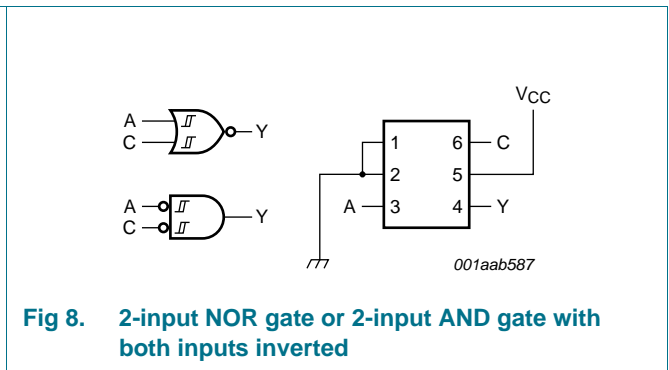 A
C
Y
A
C
Y
VCC
1 6 C
2 5
A 3 4 Y
001aab587
Fig 8. 2-input NOR gate or 2-input AND gate with
both inputs inverted